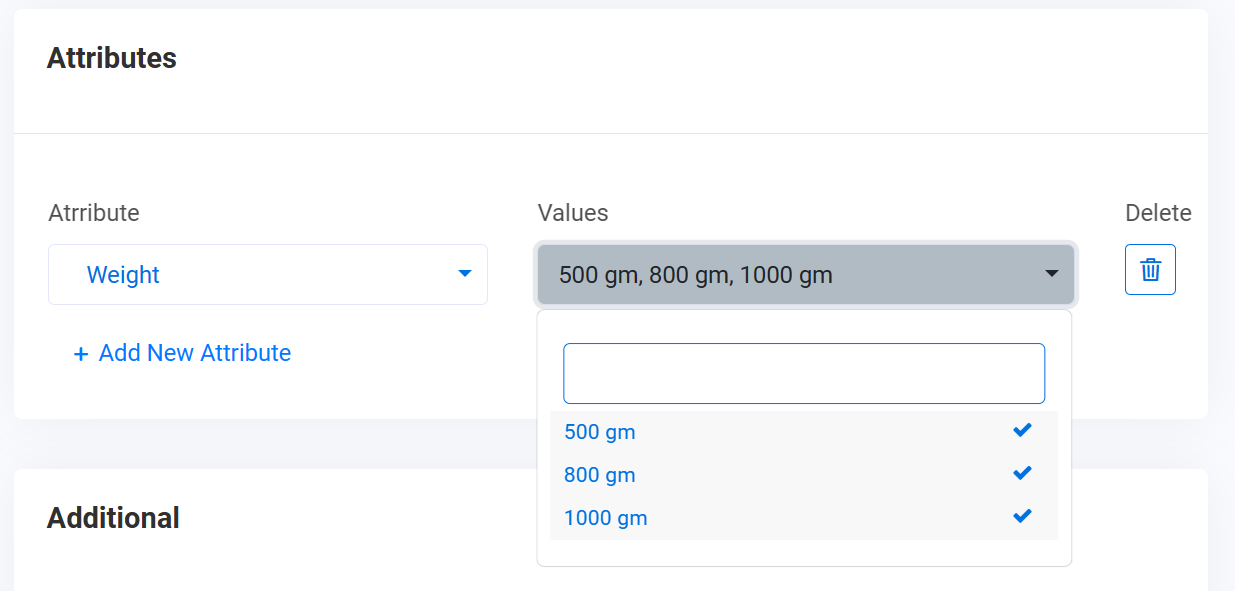 Attributes
Atrribute
Values
Delete
Weight
500 gm, 800 gm, 1000 gm
+ Add New Attribute
500 gm
800 gm
1000 gm
Additional